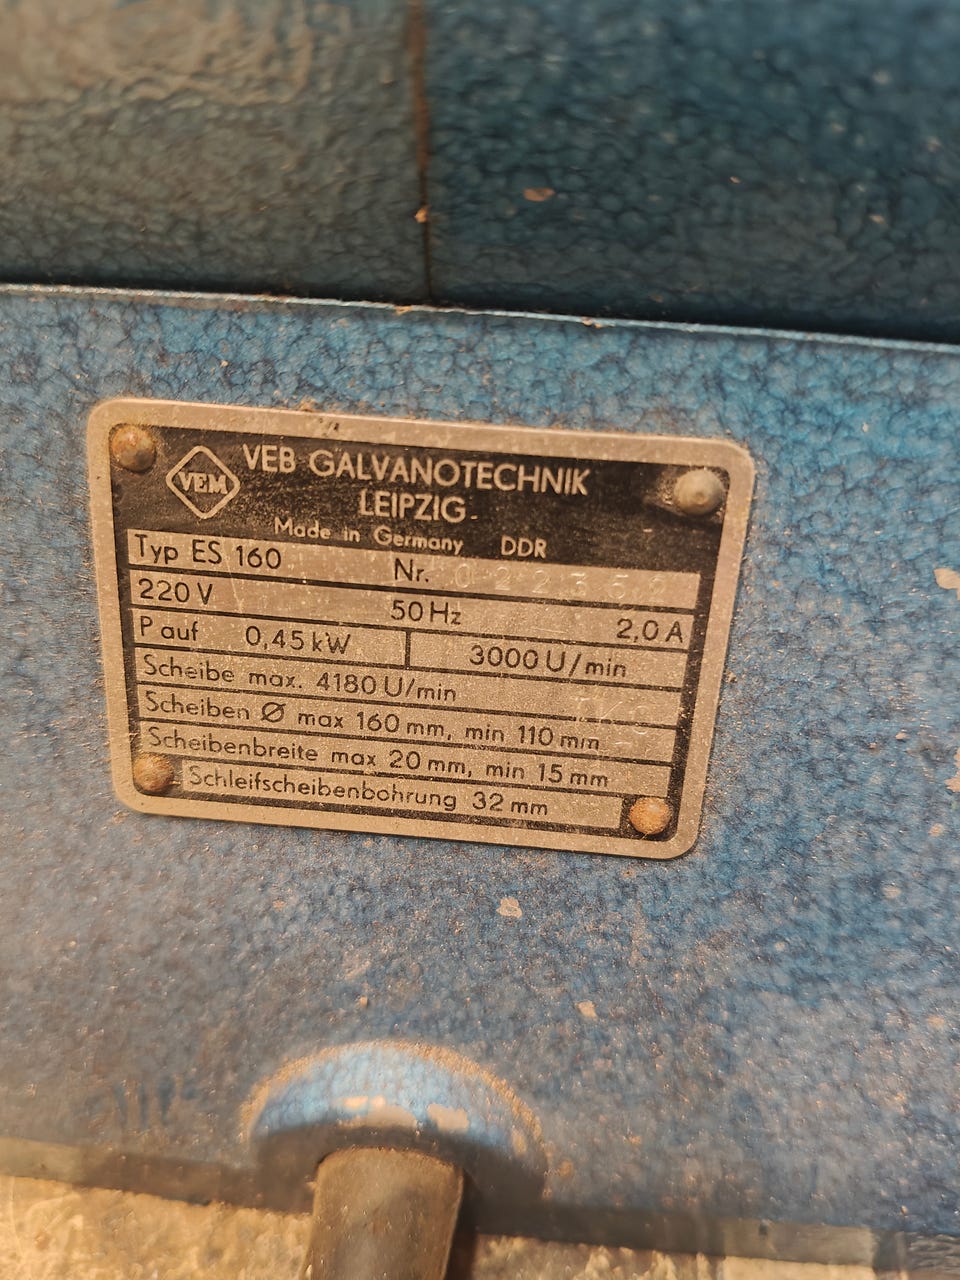 VEM
VEB GALVANOTECHNIK
LEIPZIG
Made in Germany DDR
Typ ES 160 Nr.
220 V 50 Hz 2,0 A
P auf 0,45 kW 3000 U/min
Scheibe max. 4180 U/min
Scheiben Ø max 160 mm, min 110 mm
Scheibenbreite max 20 mm, min 15 mm
Schleifscheibenbohrung 32 mm